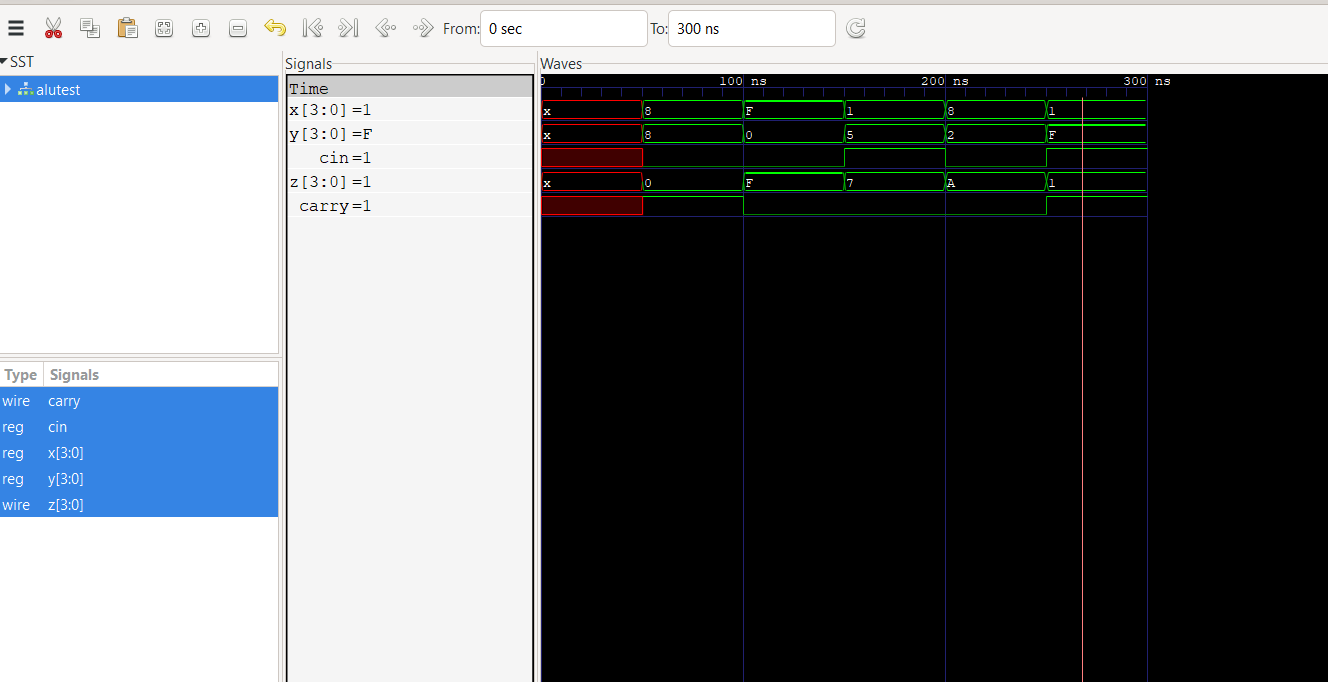 From: 0 sec To: 300 ns
SST
alutest
Type Signals
wire carry
reg cin
reg x[3:0]
reg y[3:0]
wire z[3:0]
Signals
Time
x[3:0]=1
y[3:0]=F
cin=1
z[3:0]=1
carry=1
Waves
0 100 ns 200 ns 300 ns
x 8 F 1 8 1
x 8 0 5 2 F
x 0 F 7 A 1